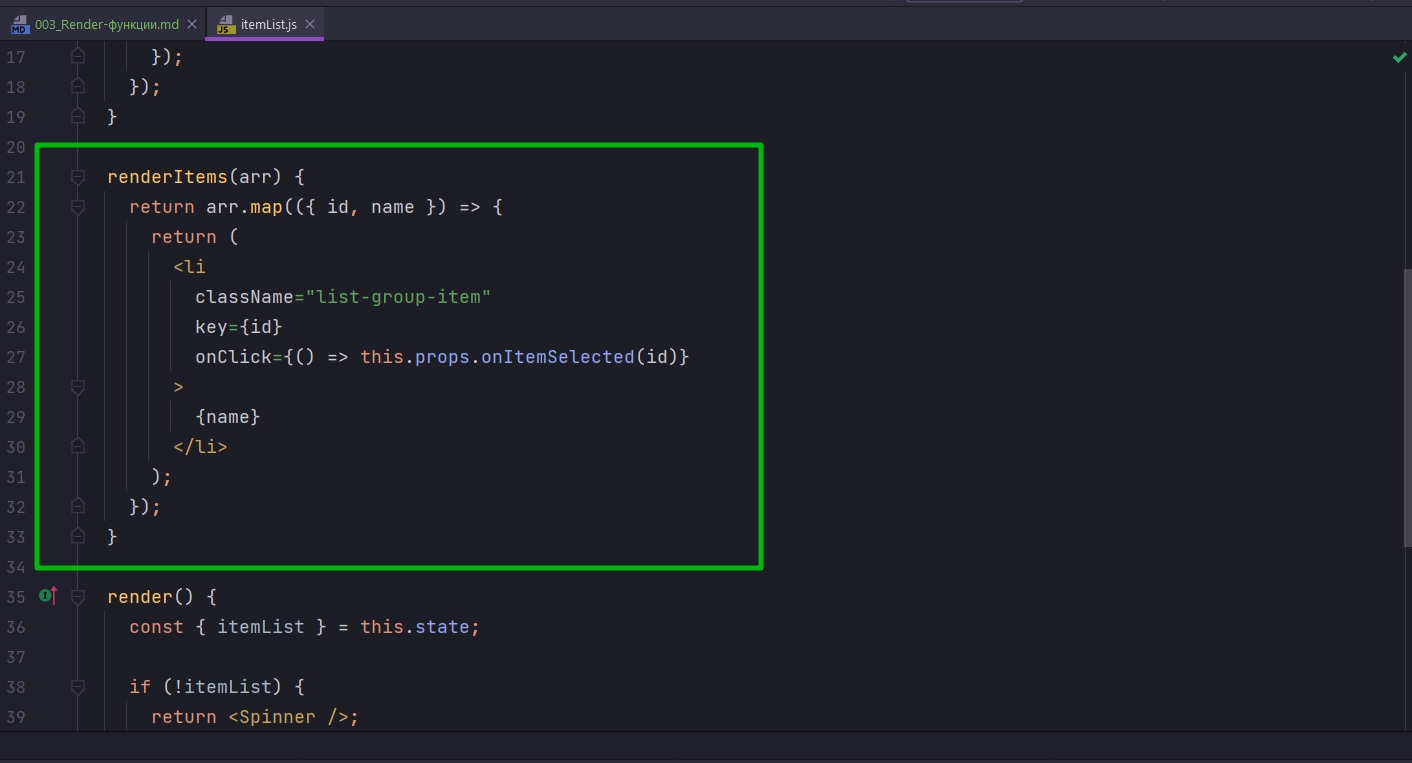 MD 003_Render-функции.md JS itemList.js
17 });
18 });
19 }
20
21 renderItems(arr) {
22 return arr.map(({ id, name }) => {
23 return (
24 <li
25 className="list-group-item"
26 key={id}
27 onClick={() => this.props.onItemSelected(id)}
28 >
29 {name}
30 </li>
31 );
32 });
33 }
34
35 render() {
36 const { itemList } = this.state;
37
38 if (!itemList) {
39 return <Spinner />;